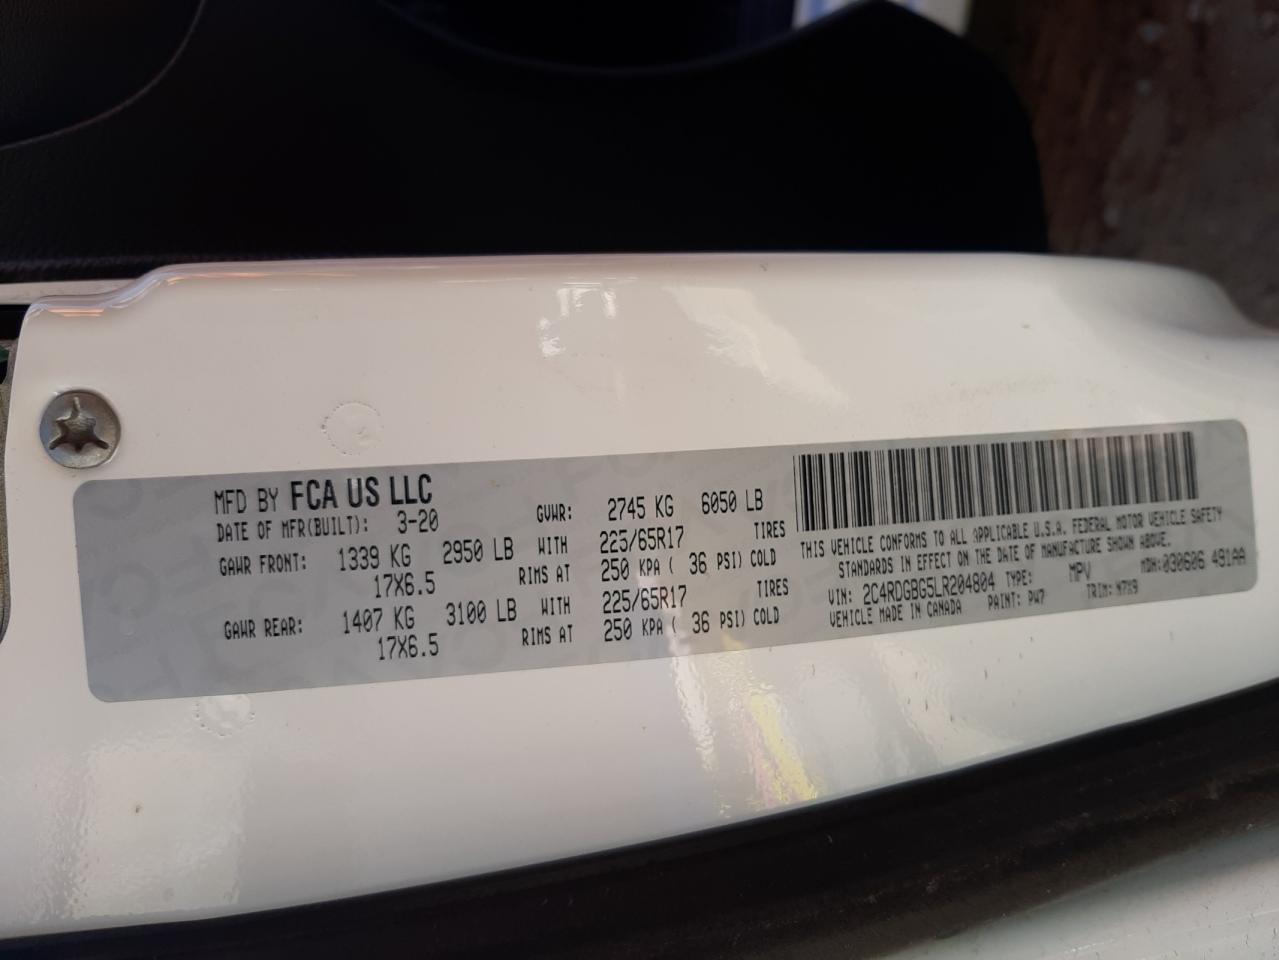 MFD BY FCA US LLC
DATE OF MFR(BUILT): 3-20 GVWR: 2745 KG 6050 LB
GAWR FRONT: 1339 KG 2950 LB WITH 225/65R17 TIRES
17X6.5 RIMS AT 250 KPA ( 36 PSI) COLD
GAWR REAR: 1407 KG 3100 LB WITH 225/65R17 TIRES
17X6.5 RIMS AT 250 KPA ( 36 PSI) COLD
THIS VEHICLE CONFORMS TO ALL APPLICABLE U.S.A. FEDERAL MOTOR VEHICLE SAFETY
STANDARDS IN EFFECT ON THE DATE OF MANUFACTURE SHOWN ABOVE.
VIN: 2C4RDGBG5LR204804 TYPE: MPV MDH:030606 491AA
VEHICLE MADE IN CANADA PAINT: PW7 TRIM: